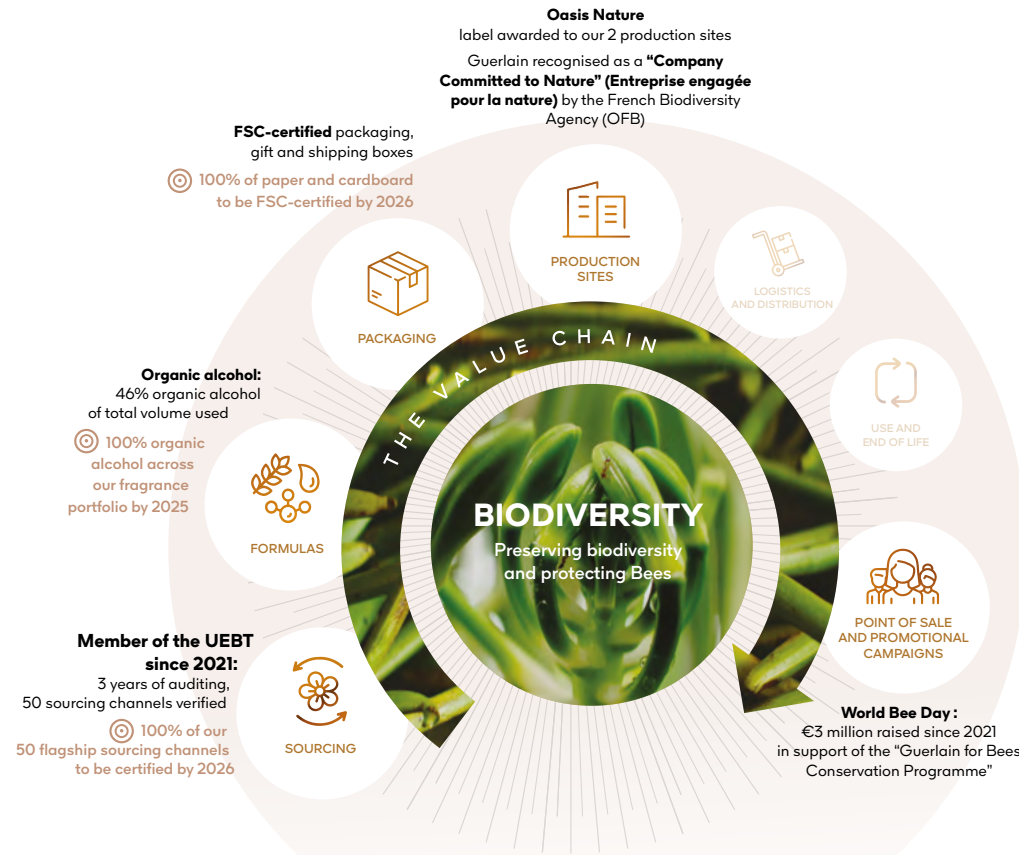 Oasis Nature
label awarded to our 2 production sites
Guerlain recognised as a “Company
Committed to Nature” (Entreprise engagée
pour la nature) by the French Biodiversity
Agency (OFB)
FSC-certified packaging,
gift and shipping boxes
100% of paper and cardboard
to be FSC-certified by 2026
PRODUCTION
SITES
LOGISTICS
AND DISTRIBUTION
PACKAGING
THE VALUE CHAIN
Organic alcohol:
46% organic alcohol
of total volume used
100% organic
alcohol across
our fragrance
portfolio by 2025
USE AND
END OF LIFE
FORMULAS
BIODIVERSITY
Preserving biodiversity
and protecting Bees
POINT OF SALE
AND PROMOTIONAL
CAMPAIGNS
Member of the UEBT
since 2021:
3 years of auditing,
50 sourcing channels verified
100% of our
50 flagship sourcing channels
to be certified by 2026
SOURCING
World Bee Day :
€3 million raised since 2021
in support of the “Guerlain for Bees
Conservation Programme”